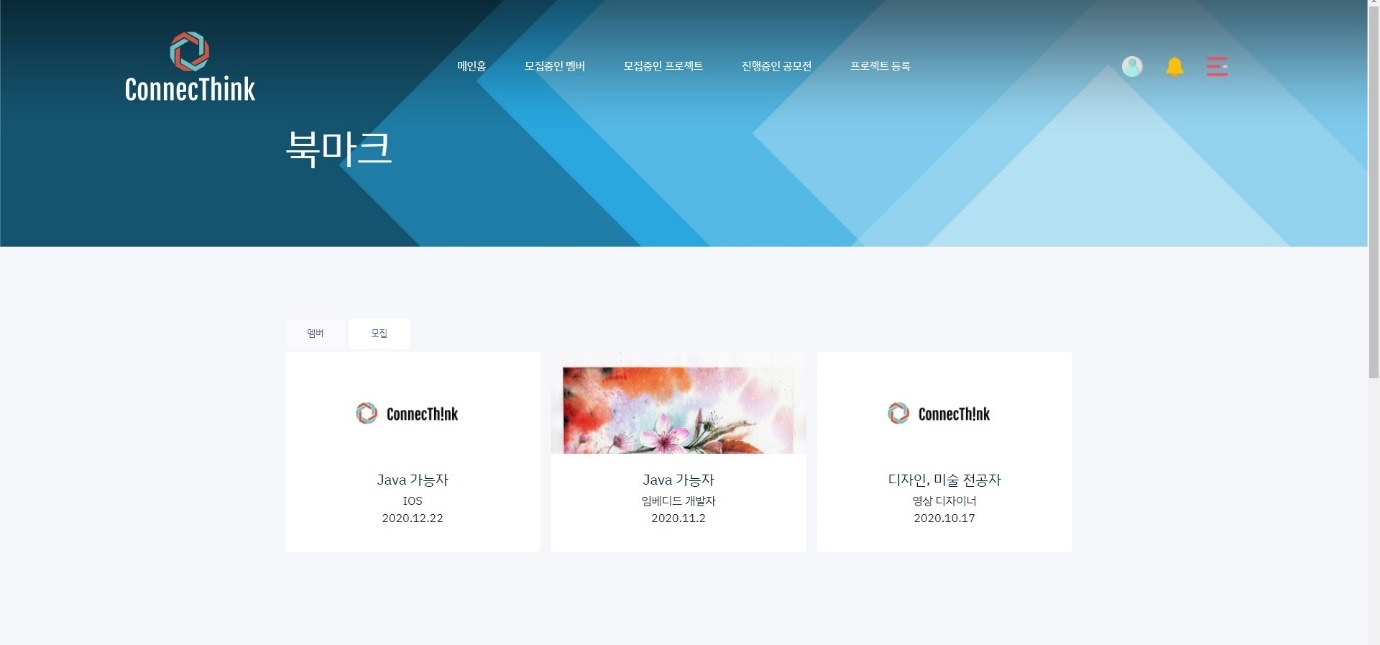 ConnecThink
메인홈
모집중인 멤버
모집중인 프로젝트
진행중인 공모전
프로젝트 등록
북마크
멤버
모집
ConnecTh!nk
Java 가능자
IOS
2020.12.22
Java 가능자
임베디드 개발자
2020.11.2
ConnecTh!nk
디자인, 미술 전공자
영상 디자이너
2020.10.17